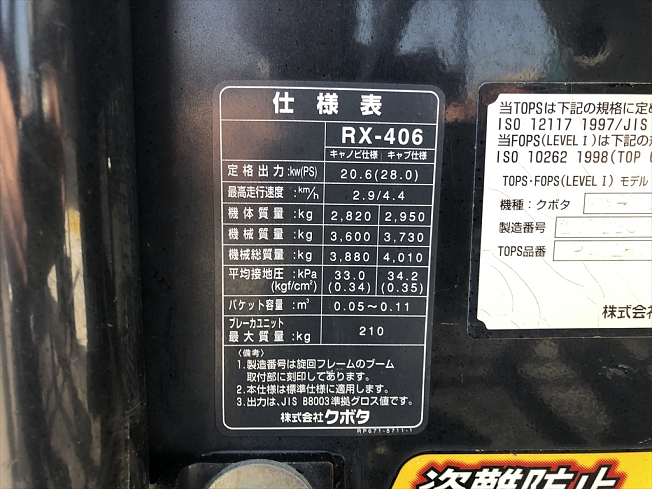 仕様表
RX-406
キャノピ仕様 キャブ仕様
定格出力:kw(PS) 20.6(28.0)
最高走行速度:km/h 2.9/4.4
機体質量:kg 2,820 2,950
機械質量:kg 3,600 3,730
機械総質量:kg 3,880 4,010
平均接地圧:kPa 33.0 34.2
(kgf/cm²) (0.34) (0.35)
バケット容量:m³ 0.05～0.11
ブレーカユニット
最大質量:kg 210
〈備考〉
1.製造番号は旋回フレームのブーム
取付部に刻印してあります。
2.本仕様は標準仕様に適用します。
3.出力は、JIS B8003準拠グロス値です。
株式会社クボタ
RP671-5711-1
当TOPSは下記の規格に定め
ISO 12117 1997/JIS
当FOPS(LEVEL I)は下記の規
ISO 10262 1998(TOP
TOPS・FOPS(LEVEL I) モデル
機種: クボタ
製造番号
TOPS品番
株式会社
盗難防止